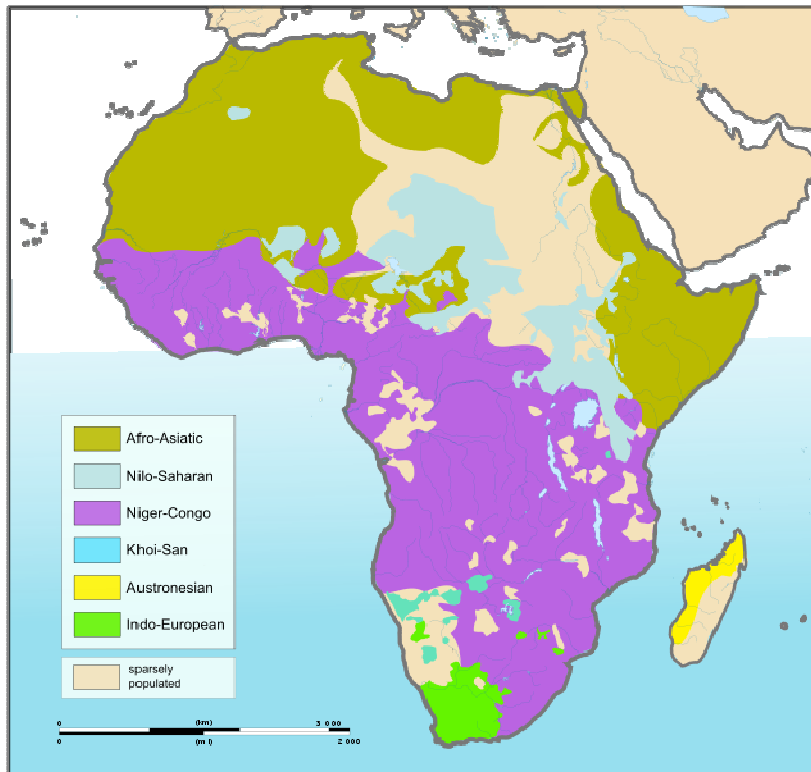 Afro-Asiatic
Nilo-Saharan
Niger-Congo
Khoi-San
Austronesian
Indo-European
sparsely
populated
0 (km) 3 000
0 (mi) 2 000